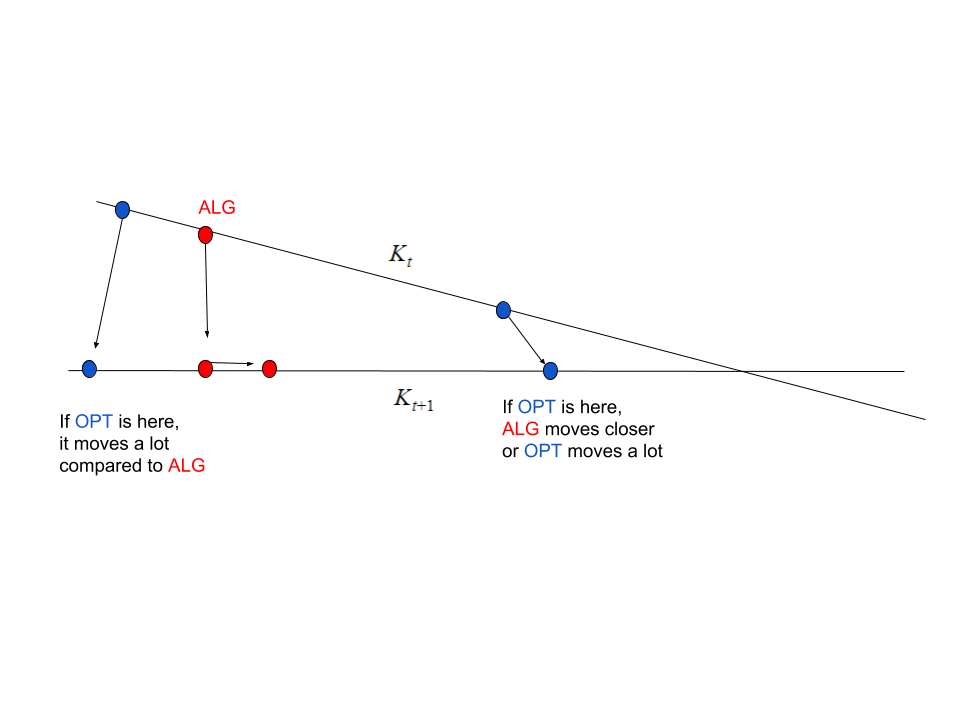 ALG
K_t
K_{t+1}
If OPT is here,
it moves a lot
compared to ALG
If OPT is here,
ALG moves closer
or OPT moves a lot